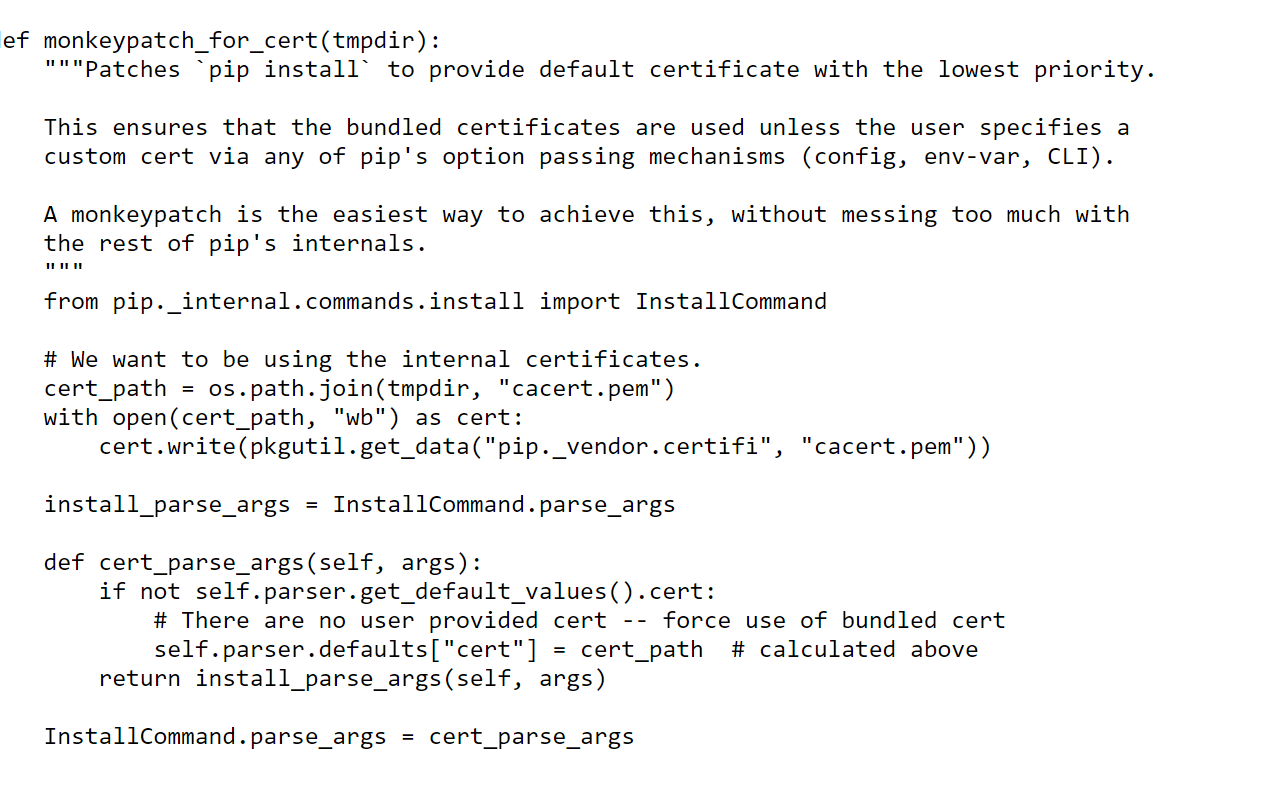 ef monkeypatch_for_cert(tmpdir):
    """Patches `pip install` to provide default certificate with the lowest priority.

    This ensures that the bundled certificates are used unless the user specifies a
    custom cert via any of pip's option passing mechanisms (config, env-var, CLI).

    A monkeypatch is the easiest way to achieve this, without messing too much with
    the rest of pip's internals.
    """
    from pip._internal.commands.install import InstallCommand

    # We want to be using the internal certificates.
    cert_path = os.path.join(tmpdir, "cacert.pem")
    with open(cert_path, "wb") as cert:
        cert.write(pkgutil.get_data("pip._vendor.certifi", "cacert.pem"))

    install_parse_args = InstallCommand.parse_args

    def cert_parse_args(self, args):
        if not self.parser.get_default_values().cert:
            # There are no user provided cert -- force use of bundled cert
            self.parser.defaults["cert"] = cert_path  # calculated above
        return install_parse_args(self, args)

    InstallCommand.parse_args = cert_parse_args